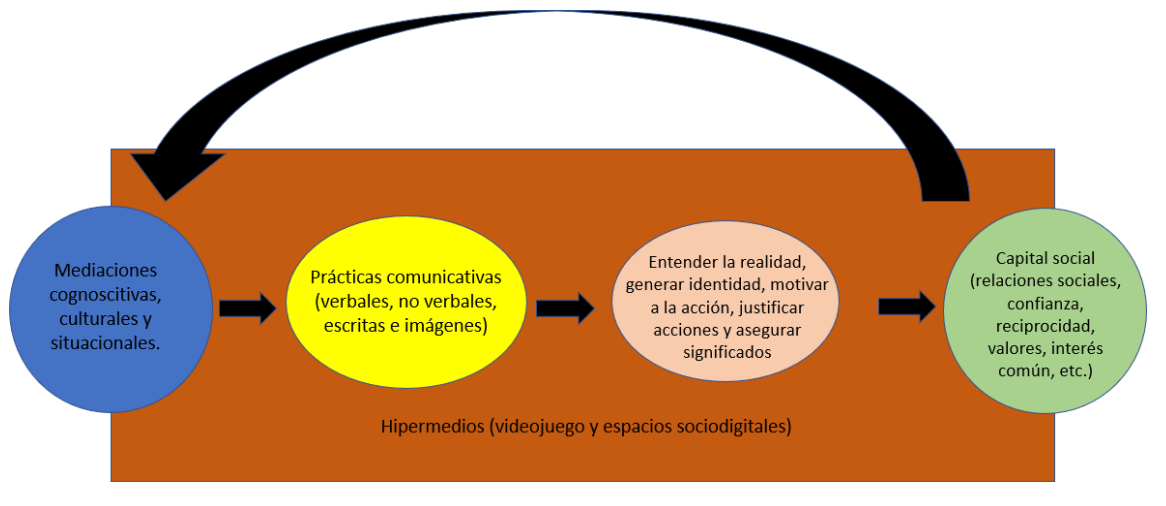 Mediaciones
cognoscitivas,
culturales y
situacionales.
Prácticas comunicativas
(verbales, no verbales,
escritas e imágenes)
Entender la realidad,
generar identidad, motivar
a la acción, justificar
acciones y asegurar
significados
Capital social
(relaciones sociales,
confianza,
reciprocidad,
valores, interés
común, etc.)
Hipermedios (videojuego y espacios sociodigitales)